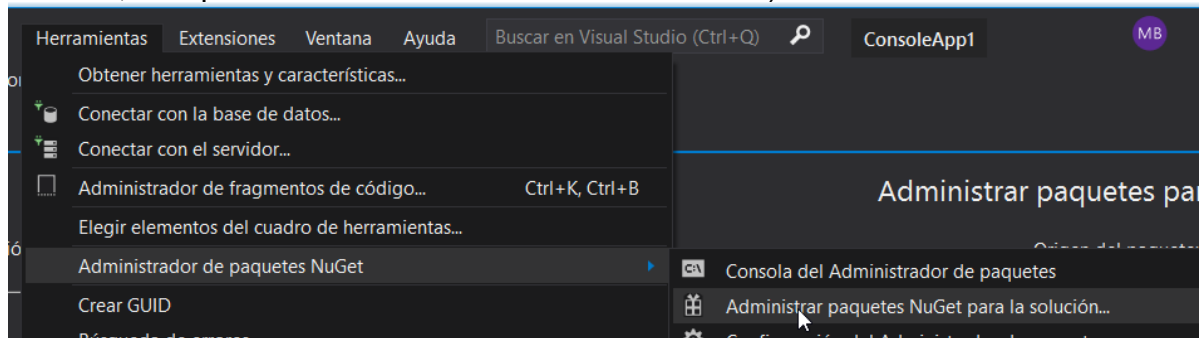 Herramientas Extensiones Ventana Ayuda Buscar en Visual Studio (Ctrl+Q) ConsoleApp1 MB
Obtener herramientas y características...
Conectar con la base de datos...
Conectar con el servidor...
Administrador de fragmentos de código... Ctrl+K, Ctrl+B
Administrar paquetes
Elegir elementos del cuadro de herramientas...
Administrador de paquetes NuGet
C:\ Consola del Administrador de paquetes
Crear GUID
Administrar paquetes NuGet para la solución...